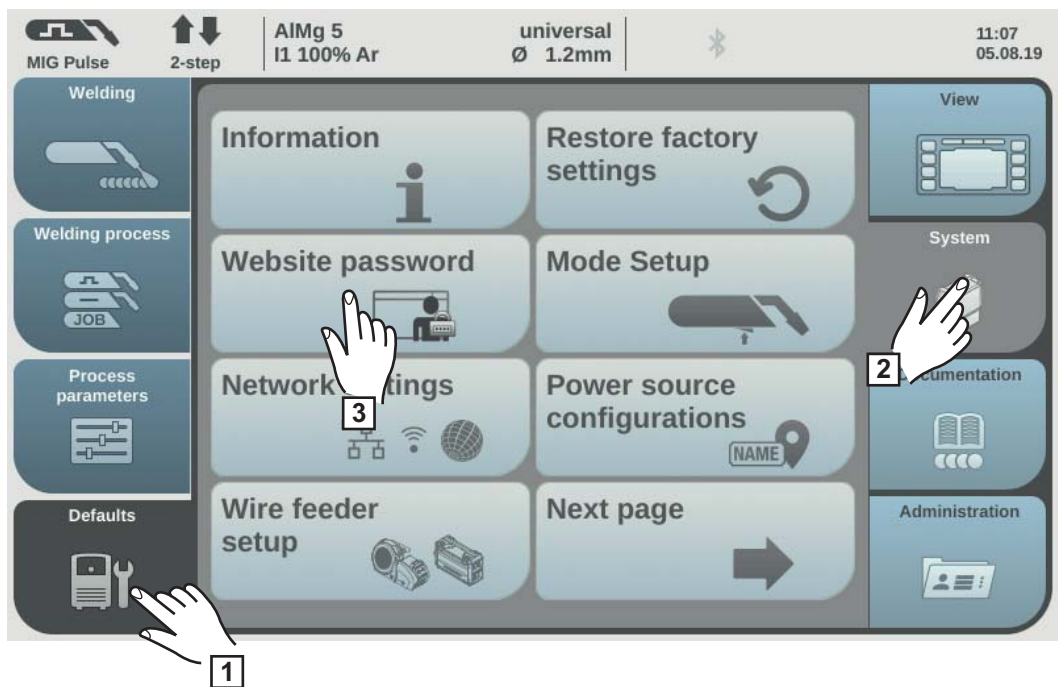 MIG Pulse
2-step
AlMg 5
I1 100% Ar
universal
Ø 1.2mm
11:07
05.08.19
Welding
Welding process
JOB
Process
parameters
Defaults
1
Information
Restore factory
settings
Website password
Mode Setup
Network
3
Power source
configurations
NAME
Wire feeder
setup
Next page
View
System
2
Administration